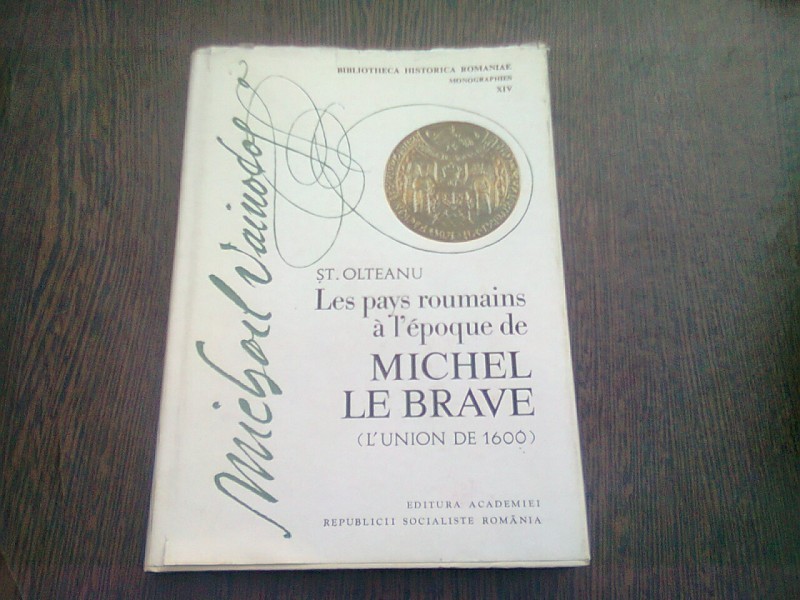 BIBLIOTHECA HISTORICA ROMANIAE
MONOGRAPHIES
XIV
Michael Vaivoda
ȘT. OLTEANU
Les pays roumains
à l'époque de
MICHEL
LE BRAVE
(L'UNION DE 1600)
EDITURA ACADEMIEI
REPUBLICII SOCIALISTE ROMÂNIA